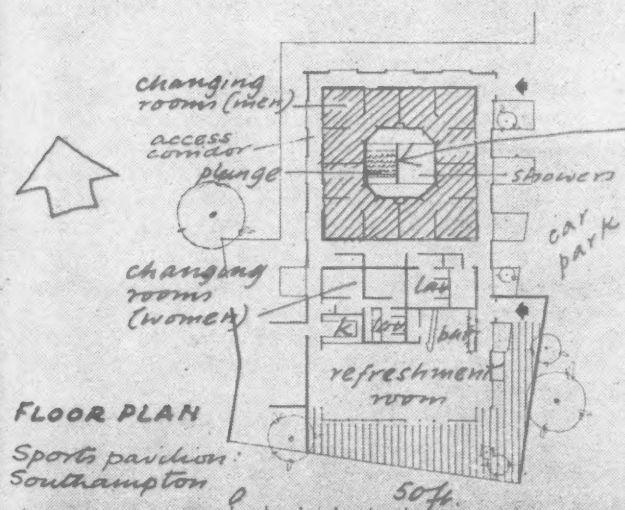 changing
rooms (men)
access
corridor
plunge
showers
car
park
changing
rooms
(women)
lav
k
lav
bar
refreshment
room
FLOOR PLAN
Sports pavilion:
Southampton
0 50ft.